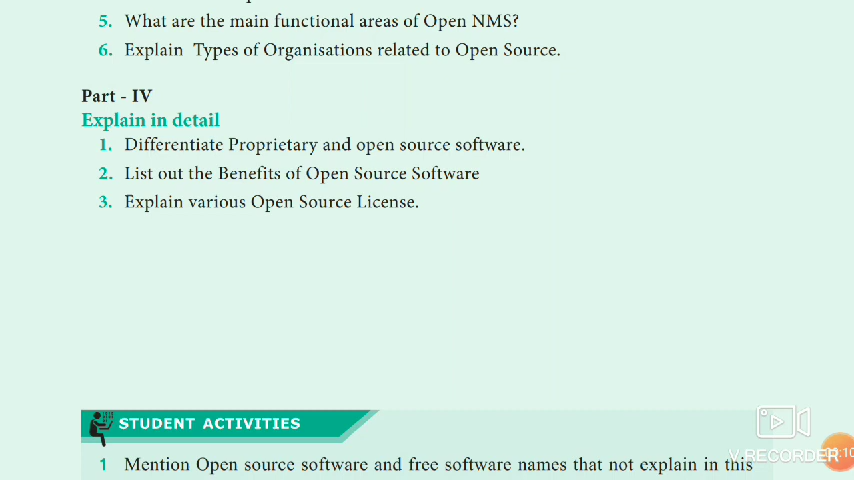 5. What are the main functional areas of Open NMS?
6. Explain Types of Organisations related to Open Source.
Part - IV
Explain in detail
1. Differentiate Proprietary and open source software.
2. List out the Benefits of Open Source Software
3. Explain various Open Source License.
STUDENT ACTIVITIES
1 Mention Open source software and free software names that not explain in this
V.RECORDER